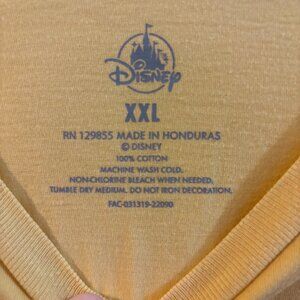 Disney
XXL
RN 129855 MADE IN HONDURAS
© DISNEY
100% COTTON
MACHINE WASH COLD.
NON-CHLORINE BLEACH WHEN NEEDED,
TUMBLE DRY MEDIUM. DO NOT IRON DECORATION.
FAC-031319-22090